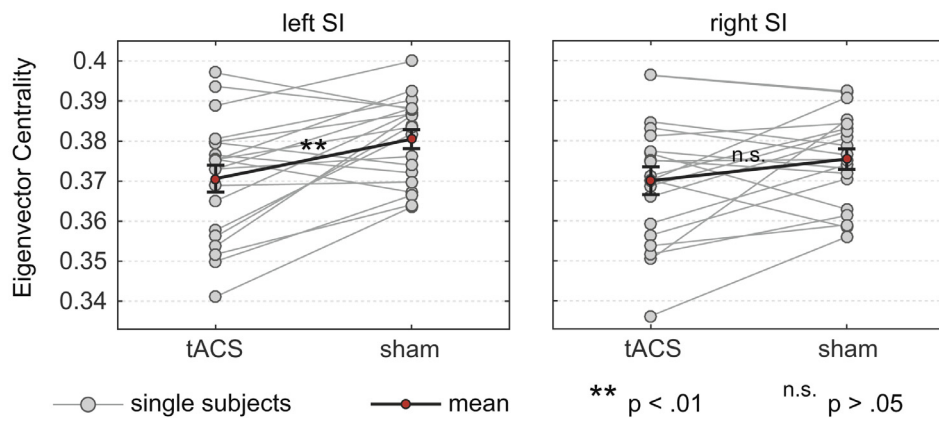 left SI
right SI
Eigenvector Centrality
0.4
0.39
0.38
0.37
0.36
0.35
0.34
**
n.s.
tACS
sham
tACS
sham
single subjects
mean
** p < .01
n.s. p > .05